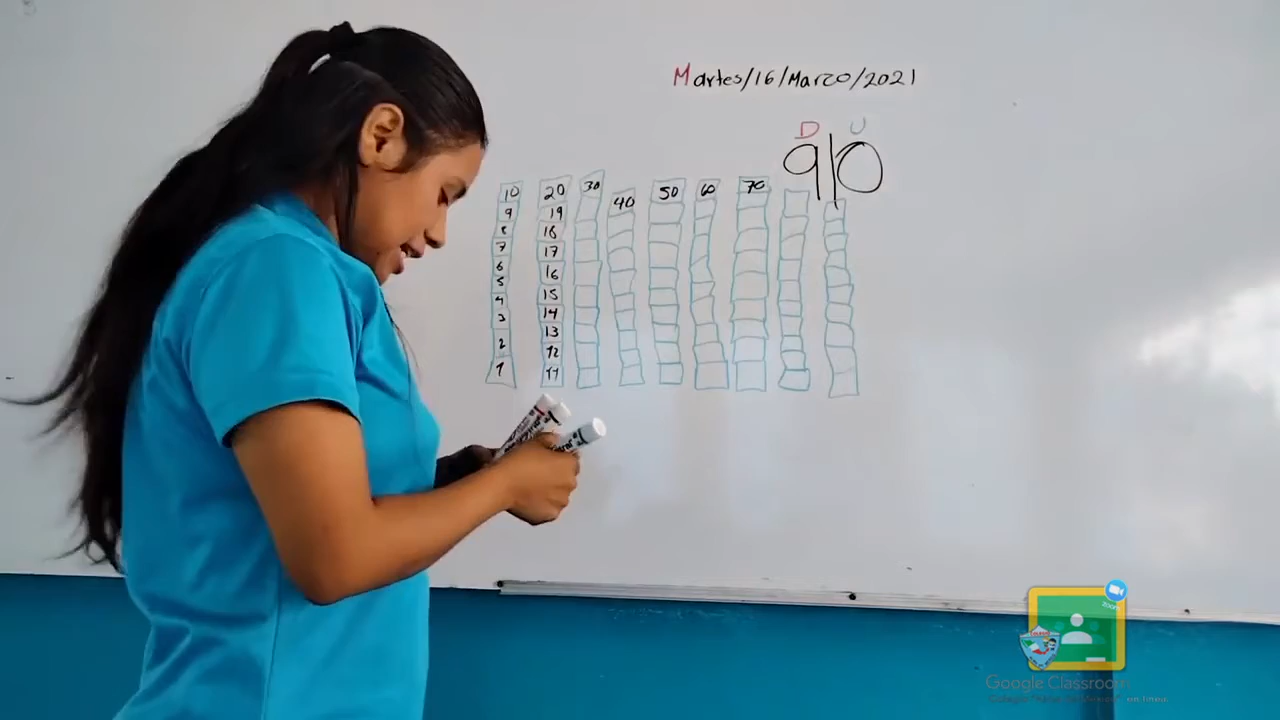 Martes/16/Marzo/2021
D U
9 0
10 20 30 40 50 60 70
9 19
8 18
7 17
6 16
5 15
4 14
3 13
2 12
1 11
zoom
Google Classroom